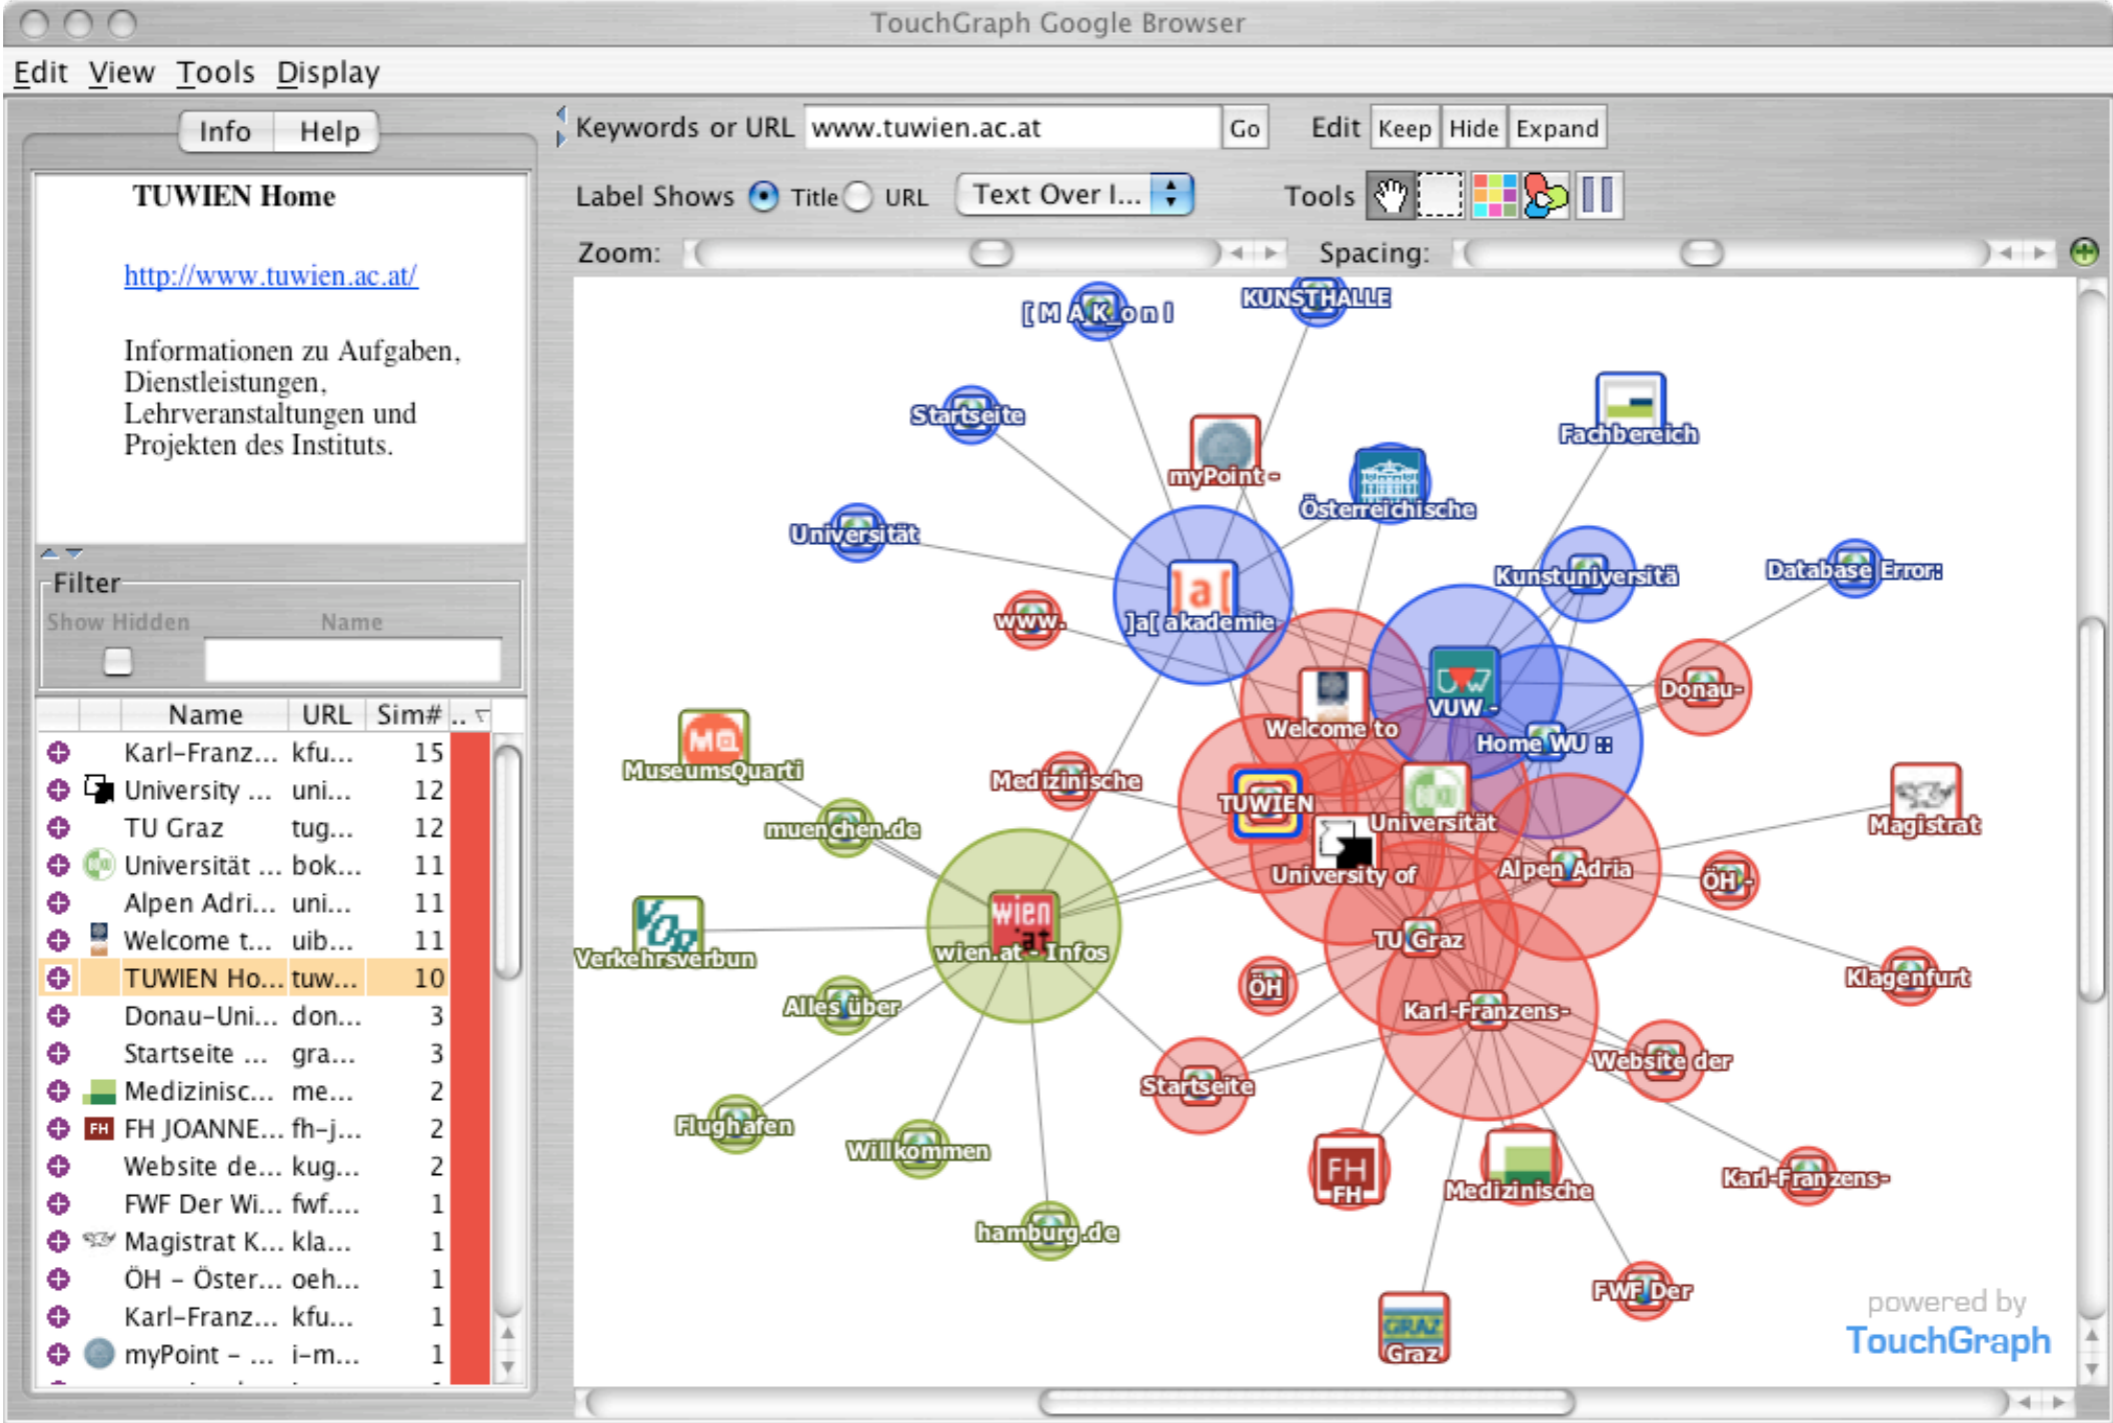 TouchGraph Google Browser
Edit View Tools Display
Info Help
TUWIEN Home
http://www.tuwien.ac.at/
Informationen zu Aufgaben,
Dienstleistungen,
Lehrveranstaltungen und
Projekten des Instituts.
Filter
Show Hidden Name
Name URL Sim# ..
Karl-Franz... kfu... 15
University ... uni... 12
TU Graz tug... 12
Universität ... bok... 11
Alpen Adri... uni... 11
Welcome t... uib... 11
TUWIEN Ho... tuw... 10
Donau-Uni... don... 3
Startseite ... gra... 3
Medizinisc... me... 2
FH FH JOANNE... fh-j... 2
Website de... kug... 2
FWF Der Wi... fwf.... 1
Magistrat K... kla... 1
ÖH - Öster... oeh... 1
Karl-Franz... kfu... 1
myPoint - ... i-m... 1
Keywords or URL www.tuwien.ac.at Go Edit Keep Hide Expand
Label Shows Title URL Text Over I... Tools
Zoom: Spacing:
[ M A K_o n l
KUNSTHALLE
Startseite
Fachbereich
myPoint -
Österreichische
Universität
Kunstuniversitä
Database Error:
]a[
]a[ akademie
www.
Donau-
VUW -
Welcome to
Home WU ::
MQ
MuseumsQuarti
Medizinische
TUWIEN
Universität
muenchen.de
Magistrat
University of
Alpen Adria
ÖH -
wien
.at
wien.at - Infos
VOR
Verkehrsverbun
TU Graz
Klagenfurt
ÖH
Alles über
Karl-Franzens-
Website der
Startseite
Flughafen
Willkommen
FH
FH
Medizinische
Karl-Franzens-
hamburg.de
FWF Der
GRAZ
Graz
powered by
TouchGraph